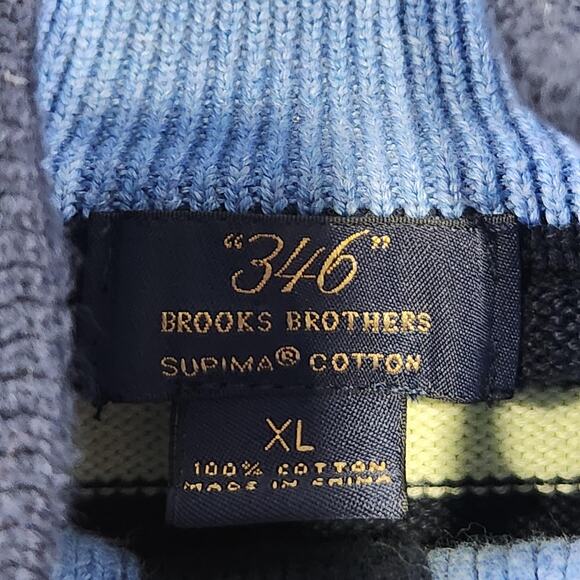 "346"
BROOKS BROTHERS
SUPIMA® COTTON
XL
100% COTTON
MADE IN CHINA